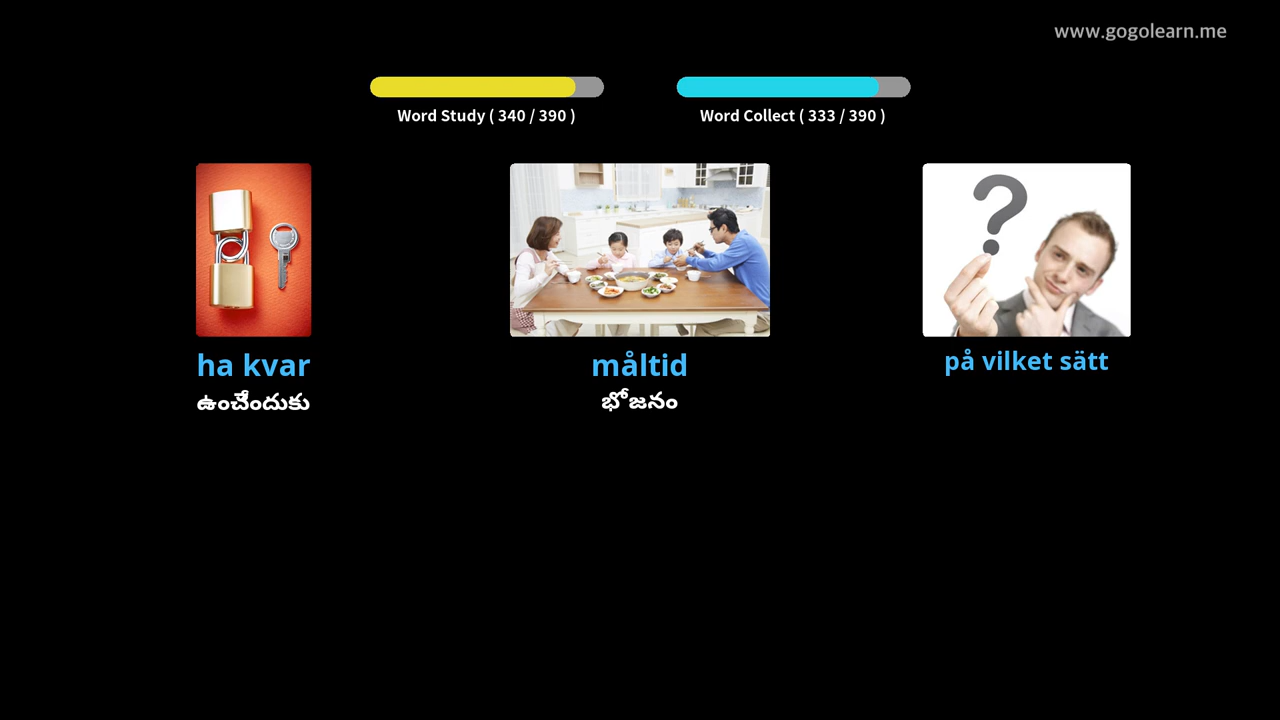 www.gogolearn.me
Word Study ( 340 / 390 )
Word Collect ( 333 / 390 )
ha kvar
ఉంచేందుకు
måltid
భోజనం
på vilket sätt